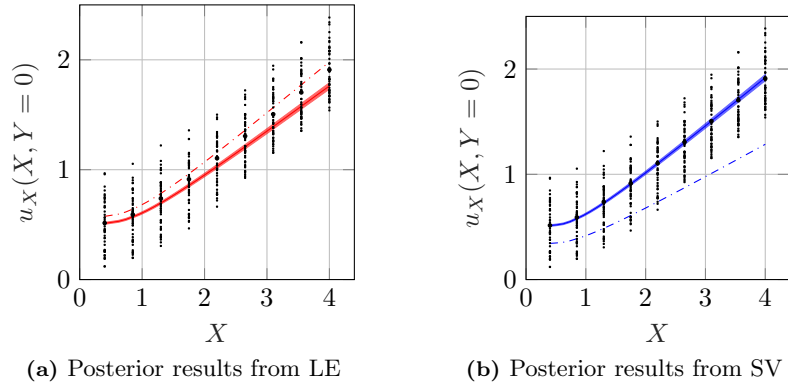 2
1
0
u_X(X, Y = 0)
0 1 2 3 4
X
(a) Posterior results from LE
2
1
0
u_X(X, Y = 0)
0 1 2 3 4
X
(b) Posterior results from SV